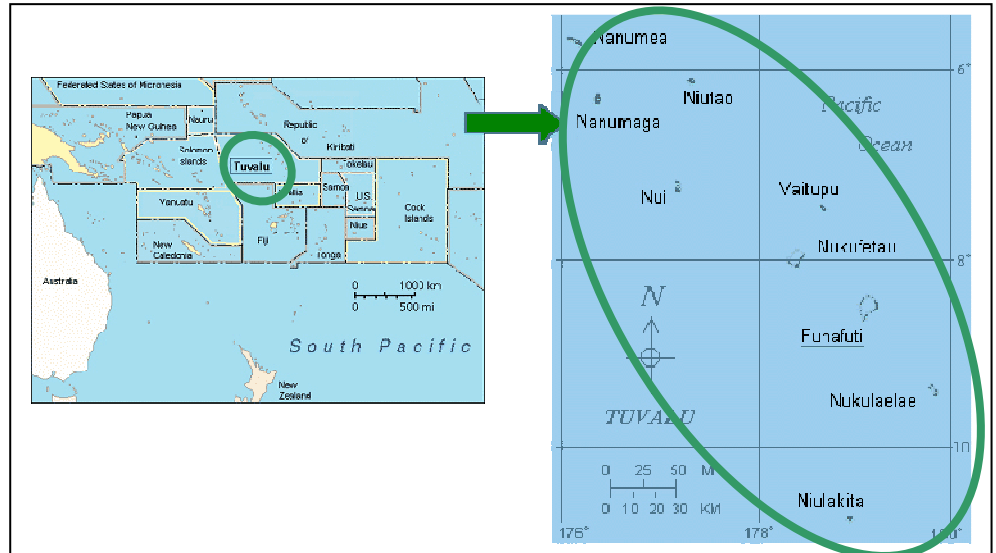 Federated States of Micronesia
Papua
New Guinea
Nauru
Republic
of
Kiribati
Solomon
Islands
Tuvalu
Tokelau
Samoa
U.S.
Samoa
Vanuatu
Cook
Islands
Niue
Fiji
New
Caledonia
Tonga
Australia
0 1000 km
0 500 mi
South Pacific
New
Zealand
Nanumea
6°
Niutao
Pacific
Ocean
Nanumaga
Nui
Vaitupu
Nukufetau
8°
N
Funafuti
Nukulaelae
TUVALU
10
0 25 50 M
0 10 20 30 KM
Niulakita
176° 178° 180°